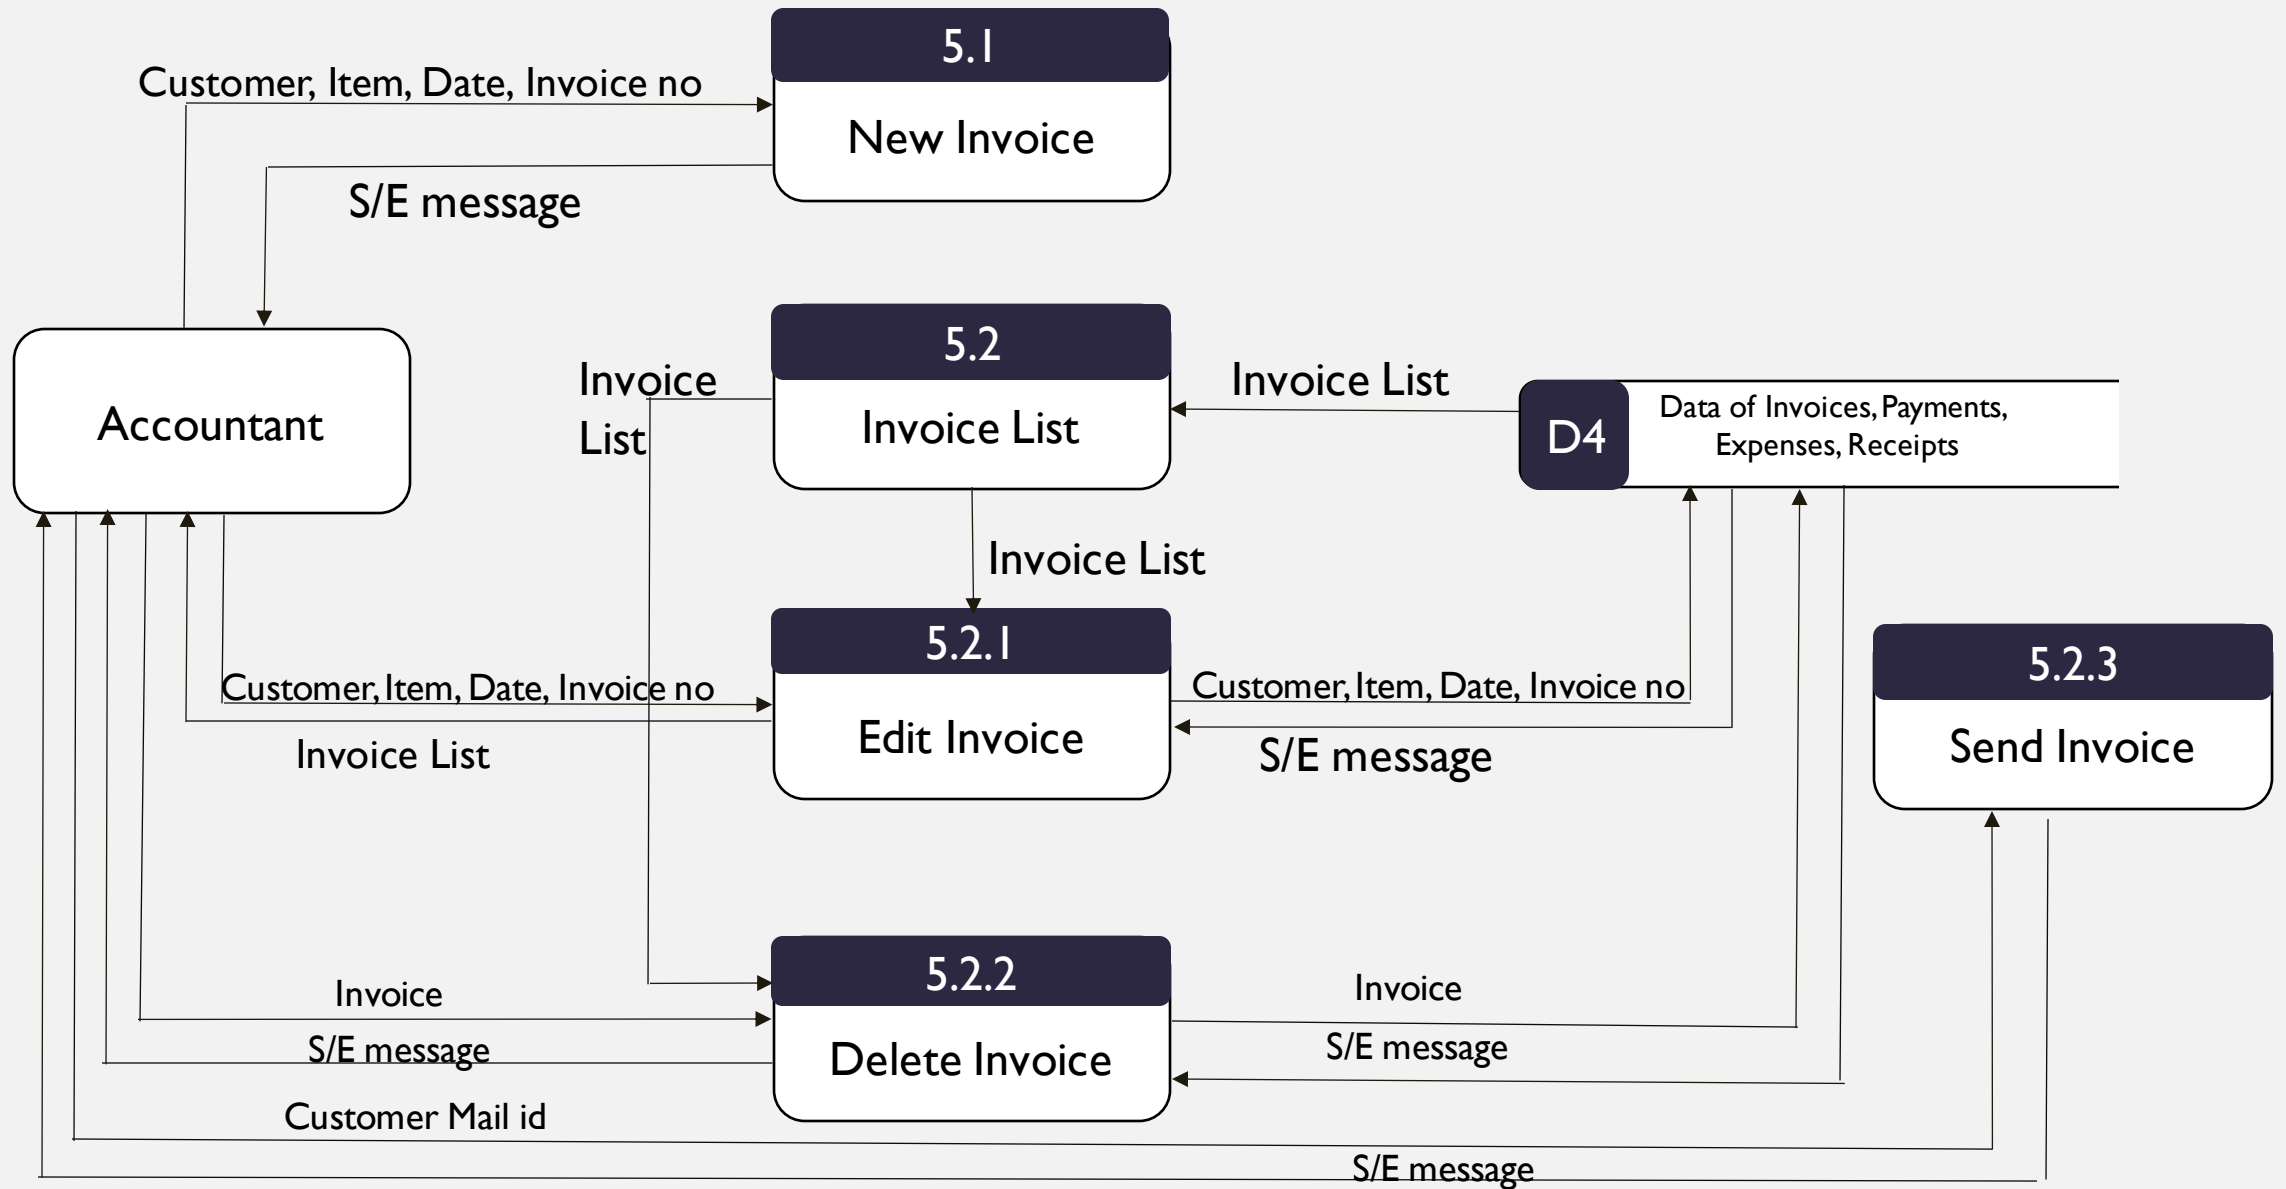 5.1
Customer, Item, Date, Invoice no
New Invoice
S/E message
5.2
Invoice
List
Invoice List
Invoice List
Accountant
D4
Data of Invoices, Payments,
Expenses, Receipts
Invoice List
5.2.1
Customer, Item, Date, Invoice no
Edit Invoice
Customer, Item, Date, Invoice no
Invoice List
S/E message
5.2.3
Send Invoice
5.2.2
Invoice
Invoice
S/E message
Delete Invoice
S/E message
Customer Mail id
S/E message